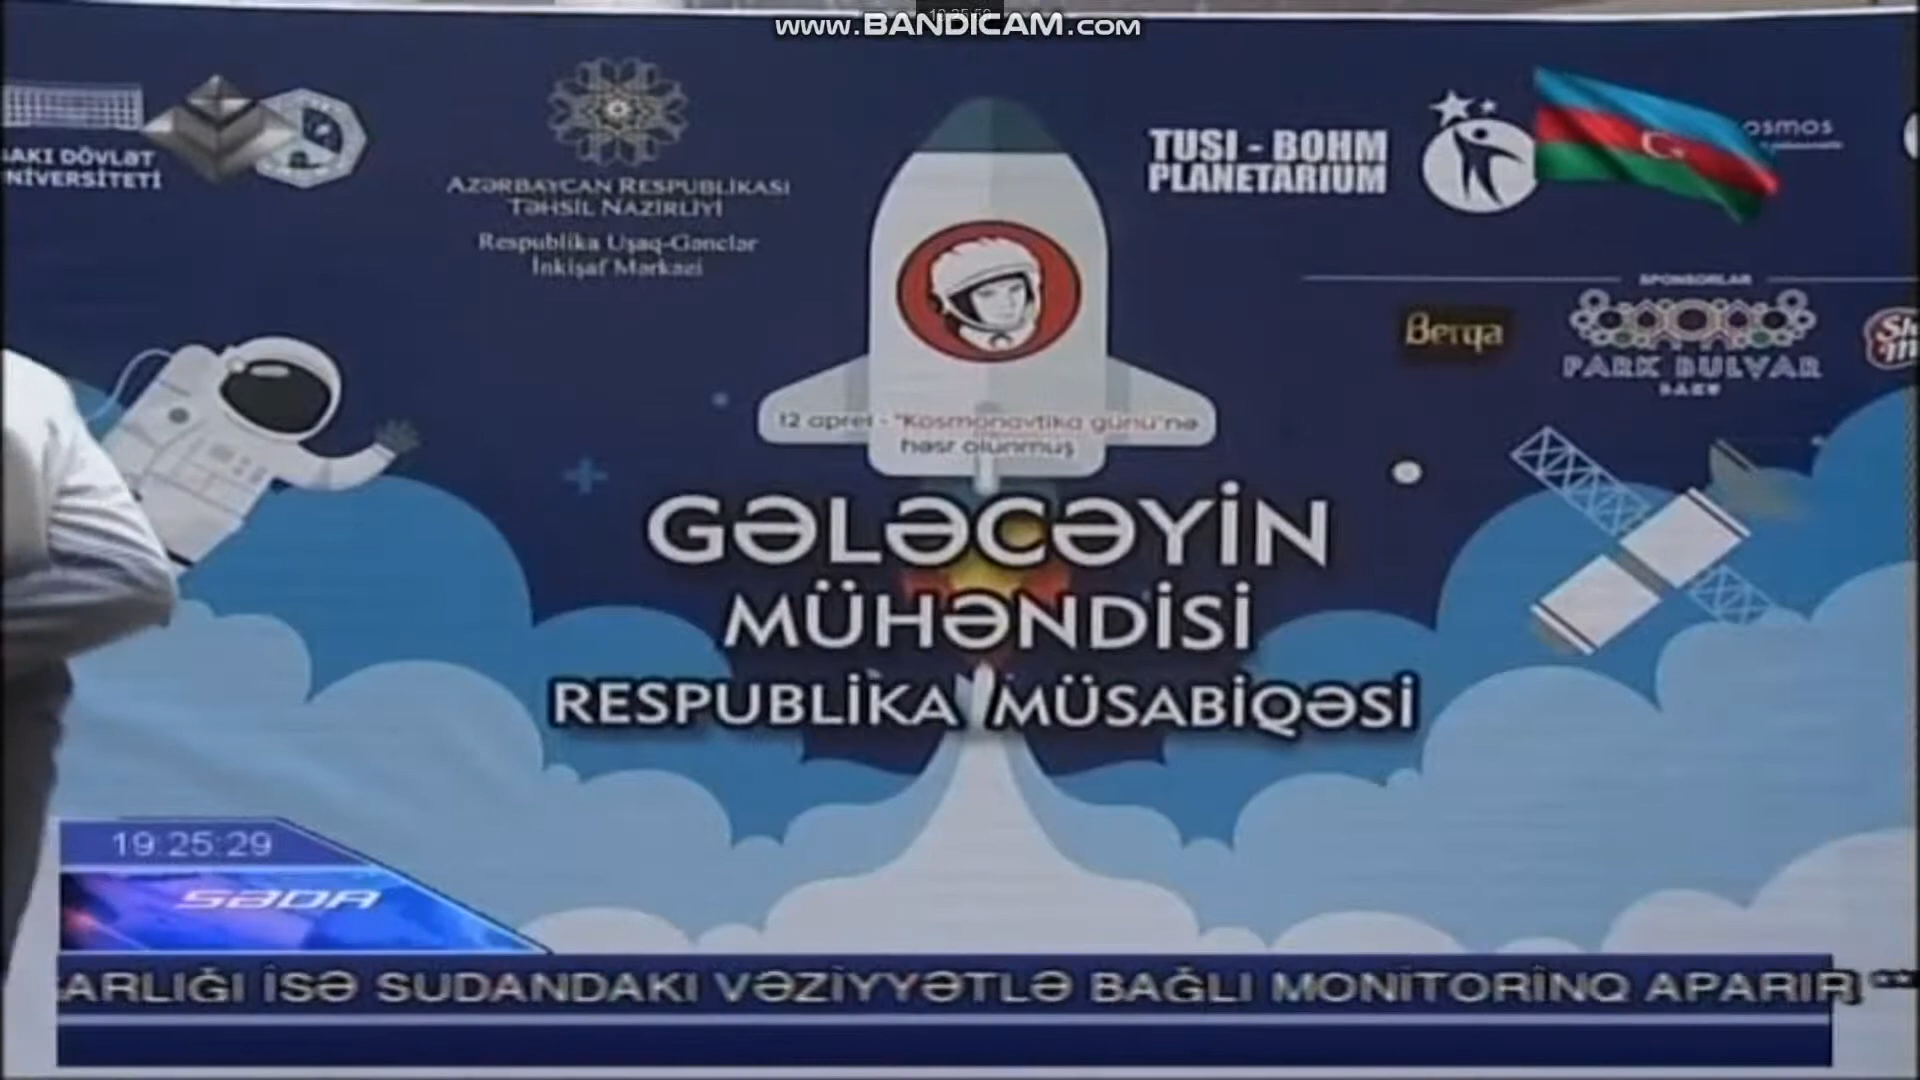 www.BANDICAM.com
BAKI DÖVLƏT
UNİVERSİTETİ
AZƏRBAYCAN RESPUBLİKASI
TƏHSİL NAZİRLİYİ
Respublika Uşaq-Gənclər
İnkişaf Mərkəzi
TUSI - BOHM
PLANETARIUM
osmos
SPONSORLAR
Berqa
PARK BULVAR
BAKU
12 aprel - "Kosmonavtika günü"nə
həsr olunmuş
GƏLƏCƏYİN
MÜHƏNDİSİ
RESPUBLİKA MÜSABİQƏSİ
19:25:29
SƏDA
ARLIĞI İSƏ SUDANDAKI VƏZİYYƏTLƏ BAĞLI MONİTORİNQ APARIR **